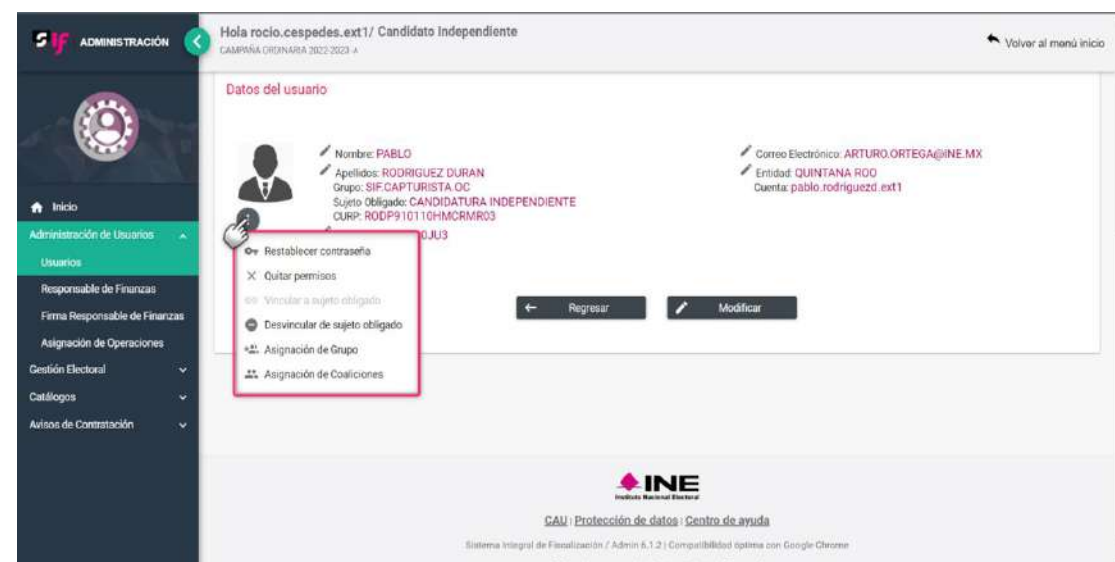 SIF ADMINISTRACIÓN
Hola rocio.cespedes.ext1/ Candidato Independiente
CAMPAÑA ORDINARIA 2022-2023
Volver al menú inicio
Inicio
Administración de Usuarios
Usuarios
Responsable de Finanzas
Firma Responsable de Finanzas
Asignación de Operaciones
Gestión Electoral
Catálogos
Avisos de Contratación
Datos del usuario
Nombre: PABLO
Apellidos: RODRIGUEZ DURAN
Grupo: SIF.CAPTURISTA OC
Sujeto Obligado: CANDIDATURA INDEPENDIENTE
CURP: RODP910110HMCRMR03
0JU3
Correo Electrónico: ARTURO.ORTEGA@INE.MX
Entidad: QUINTANA ROO
Cuenta: pablo.rodriguezd.ext1
Restablecer contraseña
Quitar permisos
Vincular a sujeto obligado
Desvincular de sujeto obligado
Asignación de Grupo
Asignación de Coaliciones
Regresar
Modificar
INE
Instituto Nacional Electoral
CAU | Protección de datos | Centro de ayuda
Sistema Integral de Fiscalización / Admin 6.1.2 | Compatibilidad óptima con Google Chrome